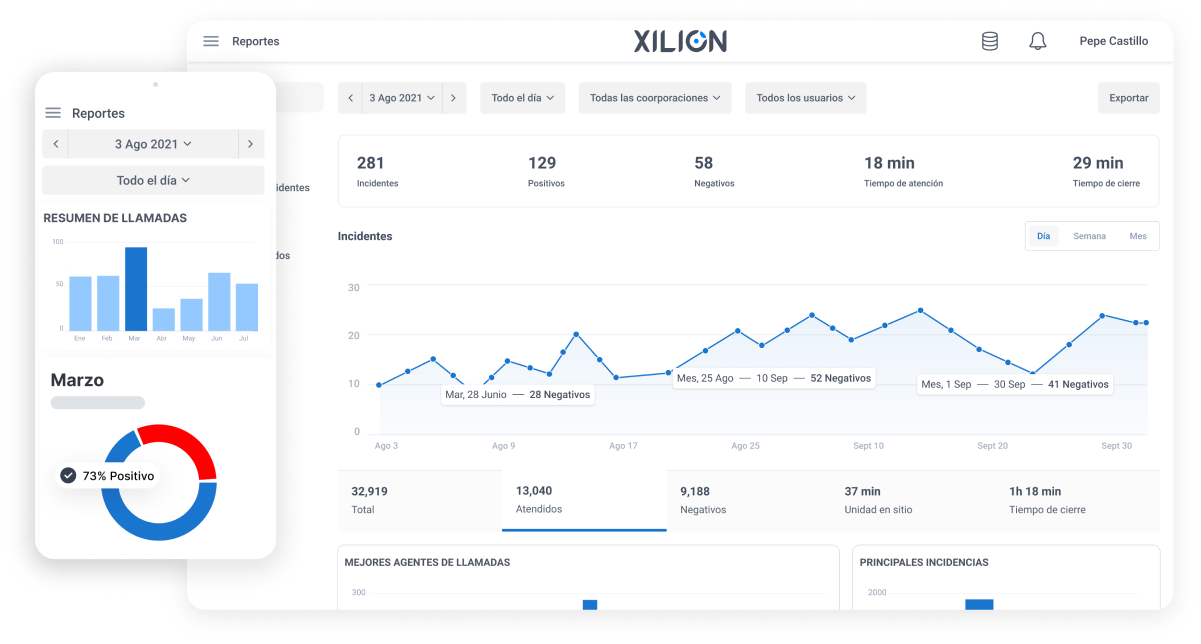 Reportes
XILION
Pepe Castillo
3 Ago 2021
Todo el día
Todas las coorporaciones
Todos los usuarios
Exportar
identes
dos
281
Incidentes
129
Positivos
58
Negativos
18 min
Tiempo de atención
29 min
Tiempo de cierre
Incidentes
Día
Semana
Mes
30
20
10
0
Mar, 28 Junio — 28 Negativos
Mes, 25 Ago — 10 Sep — 52 Negativos
Mes, 1 Sep — 30 Sep — 41 Negativos
Ago 3
Ago 9
Ago 17
Ago 25
Sept 10
Sept 20
Sept 30
32,919
Total
13,040
Atendidos
9,188
Negativos
37 min
Unidad en sitio
1h 18 min
Tiempo de cierre
MEJORES AGENTES DE LLAMADAS
300
PRINCIPALES INCIDENCIAS
2000
Reportes
3 Ago 2021
Todo el día
RESUMEN DE LLAMADAS
100
50
0
Ene
Feb
Mar
Abr
May
Jun
Jul
Marzo
73% Positivo